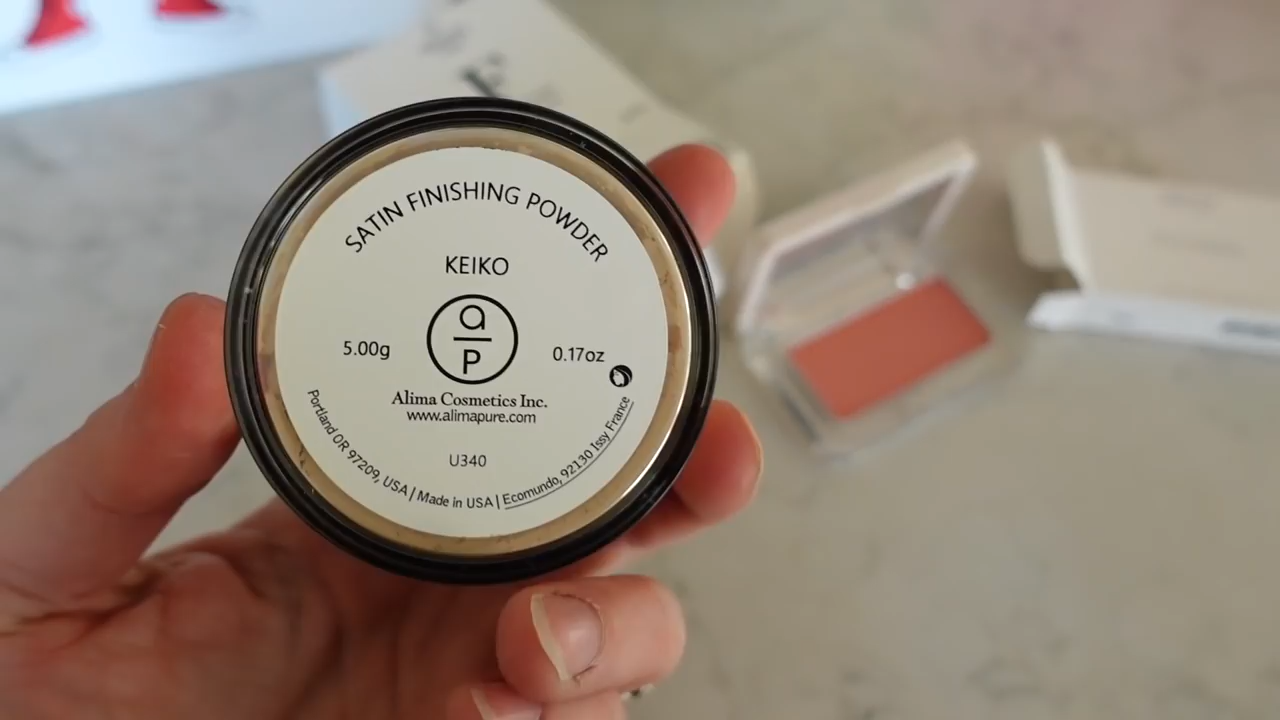 SATIN FINISHING POWDER
KEIKO
a
P
5.00g
0.17oz
Alima Cosmetics Inc.
www.alimapure.com
U340
Portland OR 97209, USA | Made in USA | Ecomundo, 92130 Issy France